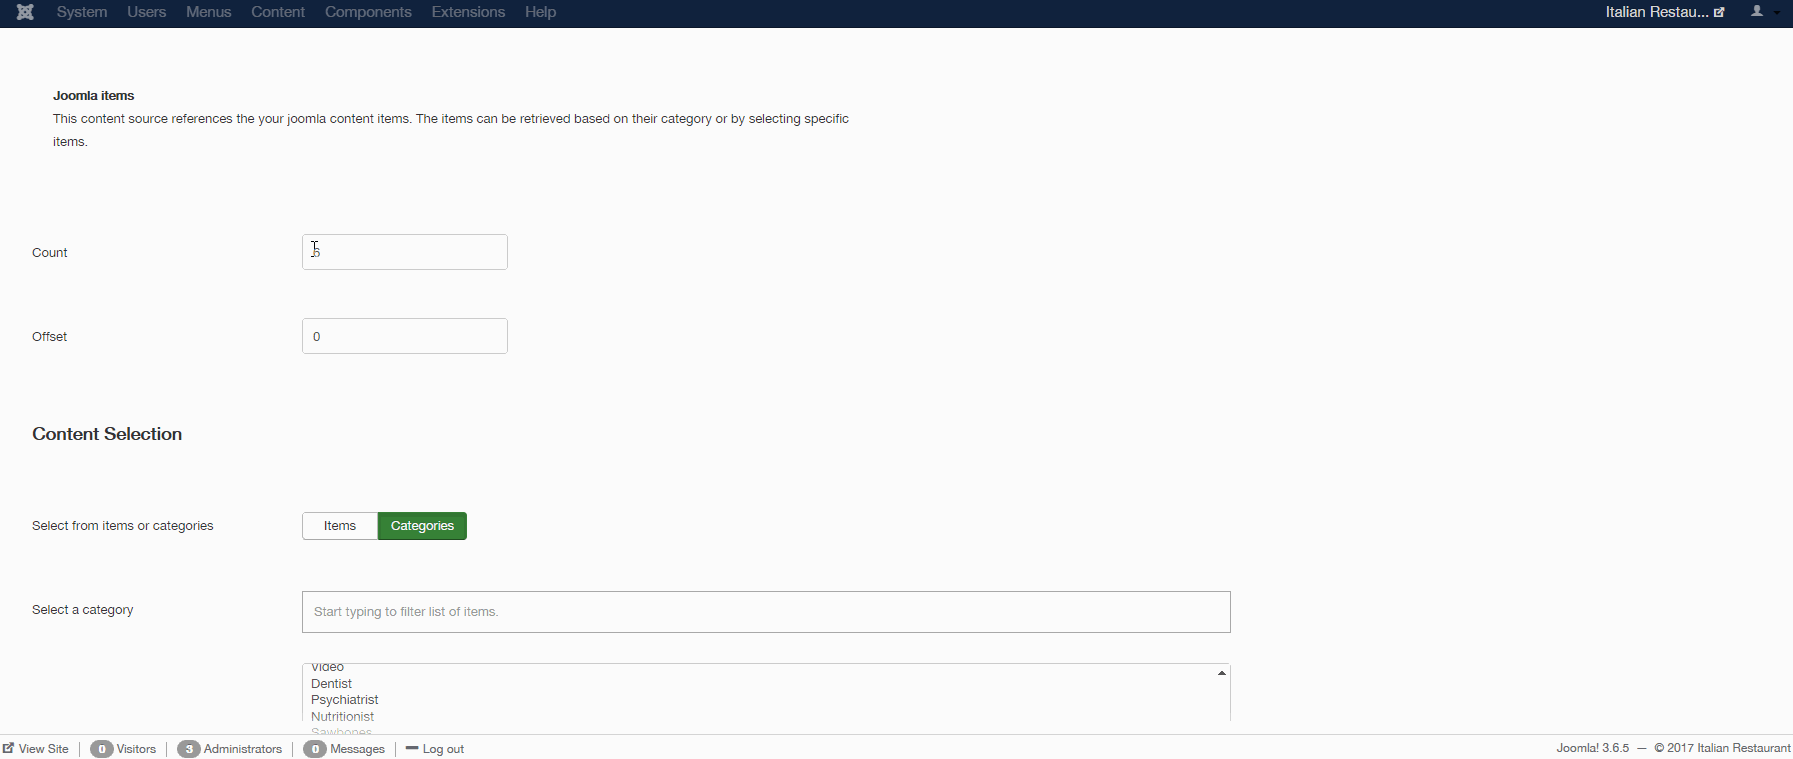 System Users Menus Content Components Extensions Help Italian Restau...
Joomla items
This content source references the your joomla content items. The items can be retrieved based on their category or by selecting specific
items.
Count 6
Offset 0
Content Selection
Select from items or categories Items Categories
Select a category Start typing to filter list of items.
Video
Dentist
Psychiatrist
Nutritionist
Sawbones
View Site 0 Visitors 3 Administrators 0 Messages Log out Joomla! 3.6.5 — © 2017 Italian Restaurant